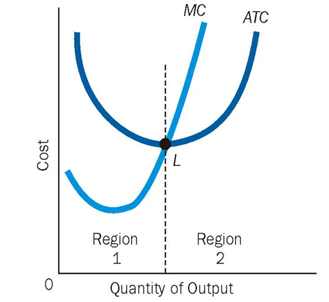 MC
ATC
Cost
L
Region
1
Region
2
0
Quantity of Output